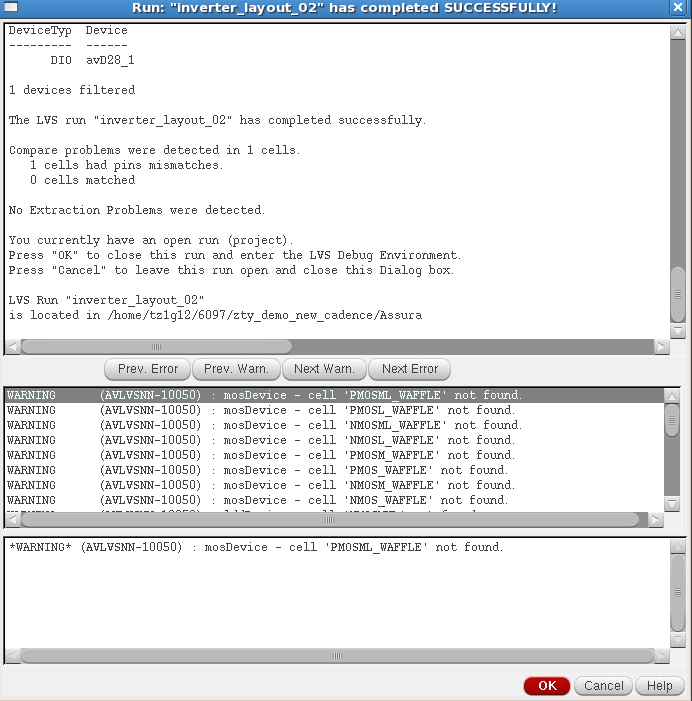 Run: "inverter_layout_02" has completed SUCCESSFULLY!
DeviceTyp  Device
---------  ------
DIO  avD28_1
1 devices filtered
The LVS run "inverter_layout_02" has completed successfully.
Compare problems were detected in 1 cells.
1 cells had pins mismatches.
0 cells matched
No Extraction Problems were detected.
You currently have an open run (project).
Press "OK" to close this run and enter the LVS Debug Environment.
Press "Cancel" to leave this run open and close this Dialog box.
LVS Run "inverter_layout_02"
is located in /home/tz1g12/6097/zty_demo_new_cadence/Assura
Prev. Error  Prev. Warn.  Next Warn.  Next Error
WARNING (AVLVSNN-10050) : mosDevice - cell 'PMOSML_WAFFLE' not found.
WARNING (AVLVSNN-10050) : mosDevice - cell 'PMOSL_WAFFLE' not found.
WARNING (AVLVSNN-10050) : mosDevice - cell 'NMOSML_WAFFLE' not found.
WARNING (AVLVSNN-10050) : mosDevice - cell 'NMOSL_WAFFLE' not found.
WARNING (AVLVSNN-10050) : mosDevice - cell 'PMOSM_WAFFLE' not found.
WARNING (AVLVSNN-10050) : mosDevice - cell 'PMOS_WAFFLE' not found.
WARNING (AVLVSNN-10050) : mosDevice - cell 'NMOSM_WAFFLE' not found.
WARNING (AVLVSNN-10050) : mosDevice - cell 'NMOS_WAFFLE' not found.
*WARNING* (AVLVSNN-10050) : mosDevice - cell 'PMOSML_WAFFLE' not found.
OK  Cancel  Help